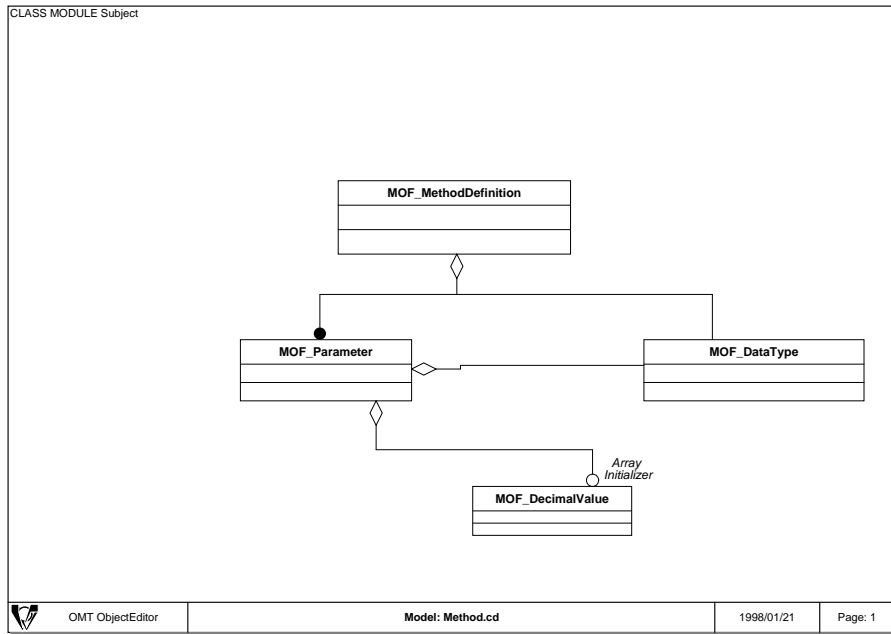 CLASS MODULE Subject
MOF_MethodDefinition
MOF_Parameter
MOF_DataType
Array
Initializer
MOF_DecimalValue
OMT ObjectEditor
Model: Method.cd
1998/01/21
Page: 1